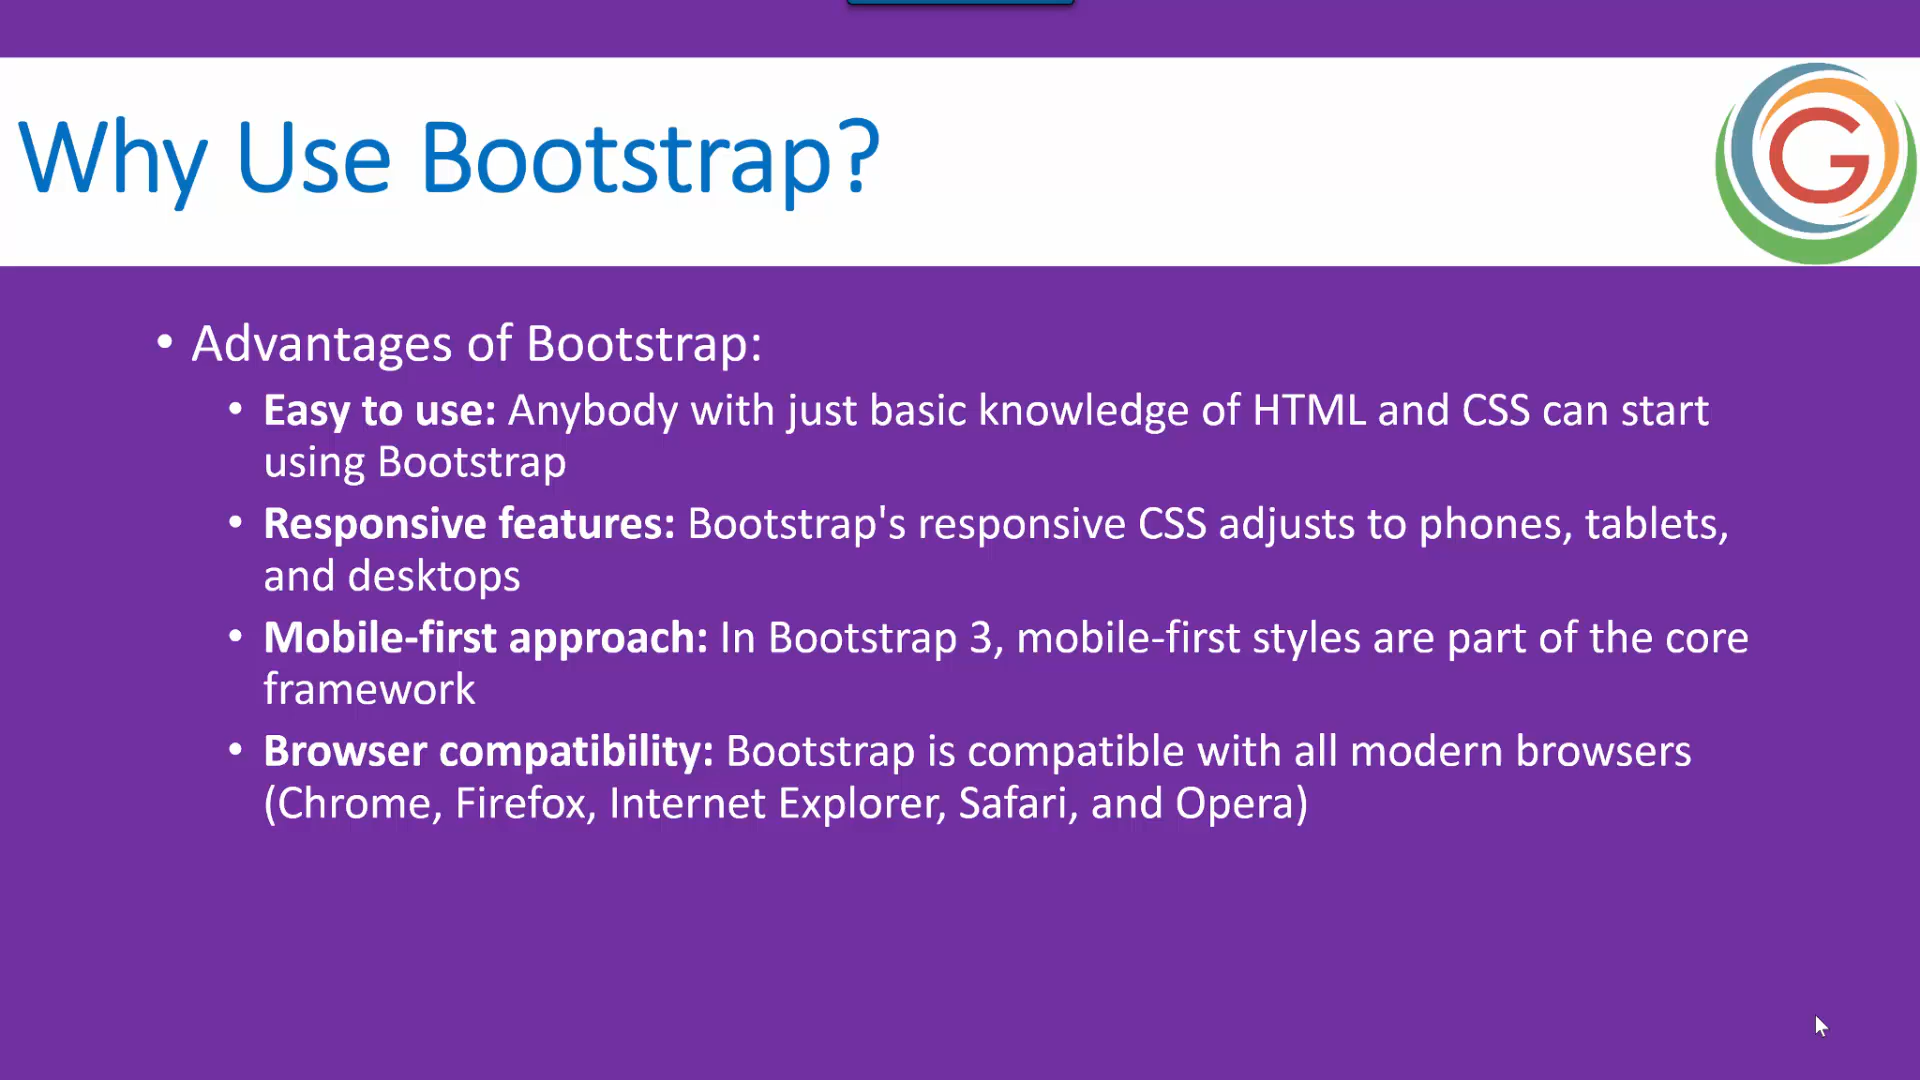 Why Use Bootstrap?
G
• Advantages of Bootstrap:
• Easy to use: Anybody with just basic knowledge of HTML and CSS can start
using Bootstrap
• Responsive features: Bootstrap's responsive CSS adjusts to phones, tablets,
and desktops
• Mobile-first approach: In Bootstrap 3, mobile-first styles are part of the core
framework
• Browser compatibility: Bootstrap is compatible with all modern browsers
(Chrome, Firefox, Internet Explorer, Safari, and Opera)